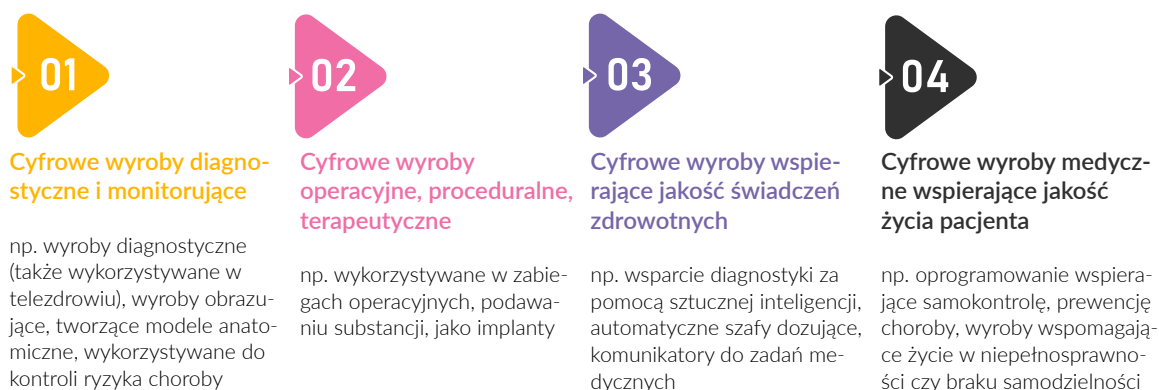 01
Cyfrowe wyroby diagno-
styczne i monitorujące
np. wyroby diagnostyczne
(także wykorzystywane w
telezdrowiu), wyroby obrazu-
jące, tworzące modele anato-
miczne, wykorzystywane do
kontroli ryzyka choroby
02
Cyfrowe wyroby
operacyjne, proceduralne,
terapeutyczne
np. wykorzystywane w zabie-
gach operacyjnych, podawa-
niu substancji, jako implanty
03
Cyfrowe wyroby wspie-
rające jakość świadczeń
zdrowotnych
np. wsparcie diagnostyki za
pomocą sztucznej inteligencji,
automatyczne szafy dozujące,
komunikatory do zadań me-
dycznych
04
Cyfrowe wyroby medycz-
ne wspierające jakość
życia pacjenta
np. oprogramowanie wspiera-
jące samokontrolę, prewencję
choroby, wyroby wspomagają-
ce życie w niepełnosprawno-
ści czy braku samodzielności